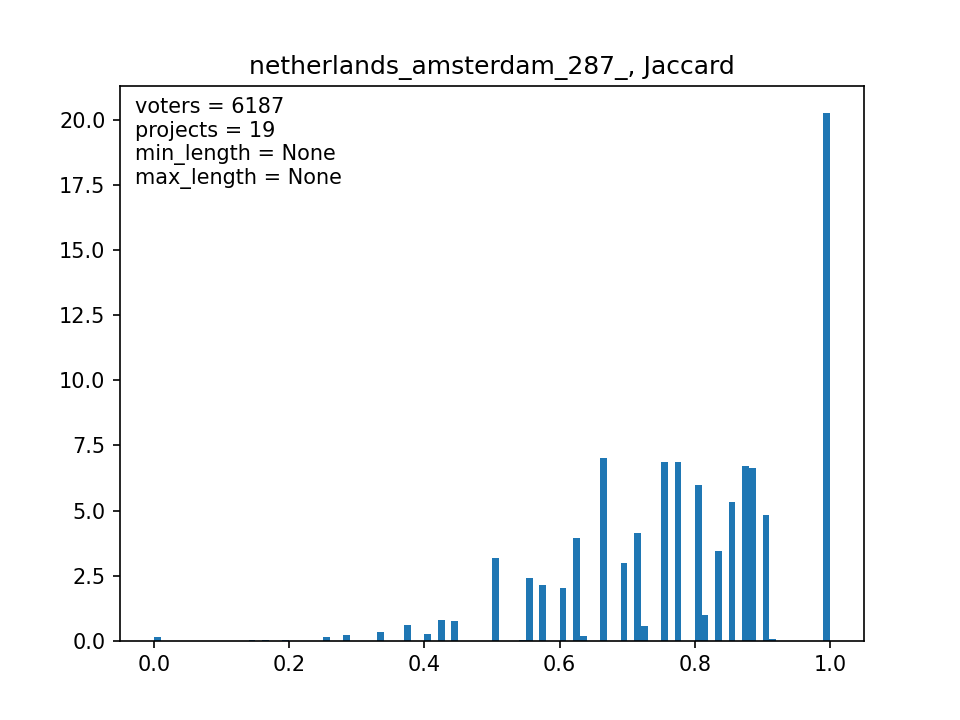 netherlands_amsterdam_287_, Jaccard
voters = 6187
projects = 19
min_length = None
max_length = None
20.0
17.5
15.0
12.5
10.0
7.5
5.0
2.5
0.0
0.0 0.2 0.4 0.6 0.8 1.0